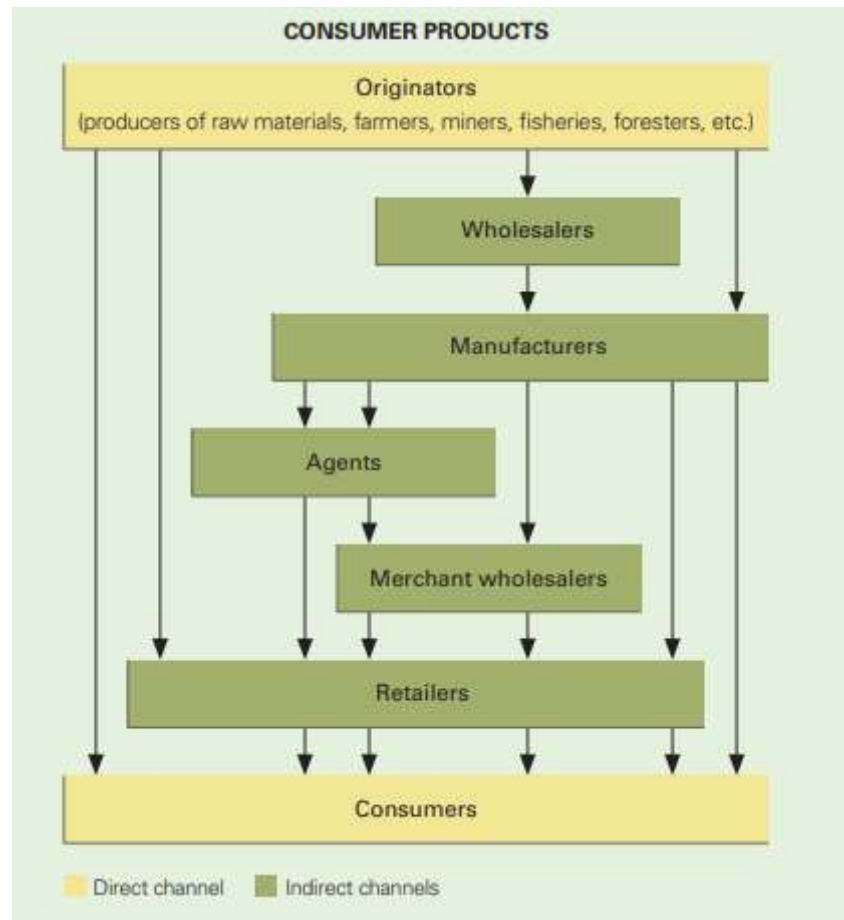 CONSUMER PRODUCTS
Originators
(producers of raw materials, farmers, miners, fisheries, foresters, etc.)
Wholesalers
Manufacturers
Agents
Merchant wholesalers
Retailers
Consumers
Direct channel
Indirect channels